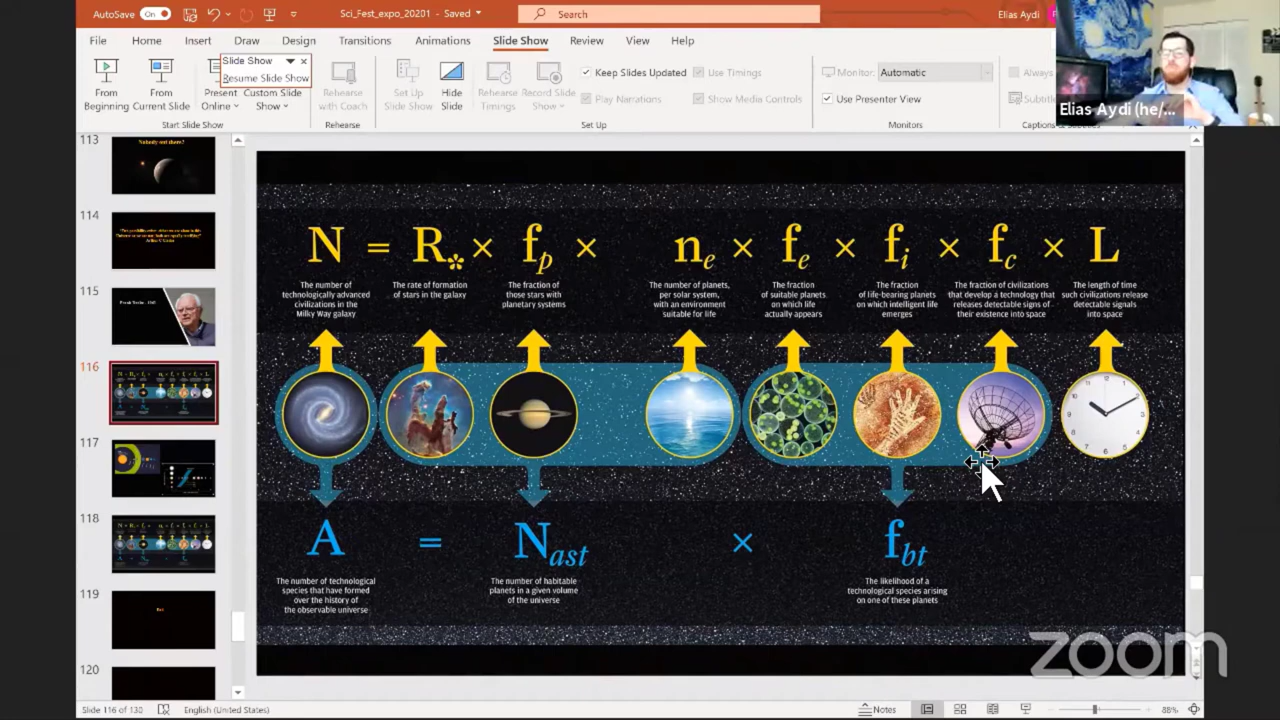 AutoSave On
Sci_Fest_expo_20201 - Saved
Search
Elias Aydi
File Home Insert Draw Design Transitions Animations Slide Show Review View Help
Slide Show
Resume Slide Show
From Beginning
From Current Slide
Present Online
Custom Slide Show
Start Slide Show
Rehearse with Coach
Rehearse
Set Up Slide Show
Hide Slide
Rehearse Timings
Record Slide Show
Keep Slides Updated
Use Timings
Play Narrations
Show Media Controls
Set Up
Monitor: Automatic
Use Presenter View
Monitors
Always
Elias Aydi (he/...
113
Nobody out there?
114
115
116
117
118
119
120
N = R* × fp × ne × fe × fi × fc × L
The number of
technologically advanced
civilizations in the
Milky Way galaxy
The rate of formation
of stars in the galaxy
The fraction of
those stars with
planetary systems
The number of planets,
per solar system,
with an environment
suitable for life
The fraction
of suitable planets
on which life
actually appears
The fraction
of life-bearing planets
on which intelligent life
emerges
The fraction of civilizations
that develop a technology that
releases detectable signs of
their existence into space
The length of time
such civilizations release
detectable signals
into space
A = Nast × fbt
The number of technological
species that have formed
over the history of
the observable universe
The number of habitable
planets in a given volume
of the universe
The likelihood of a
technological species arising
on one of these planets
zoom
Slide 116 of 130
English (United States)
Notes
88%